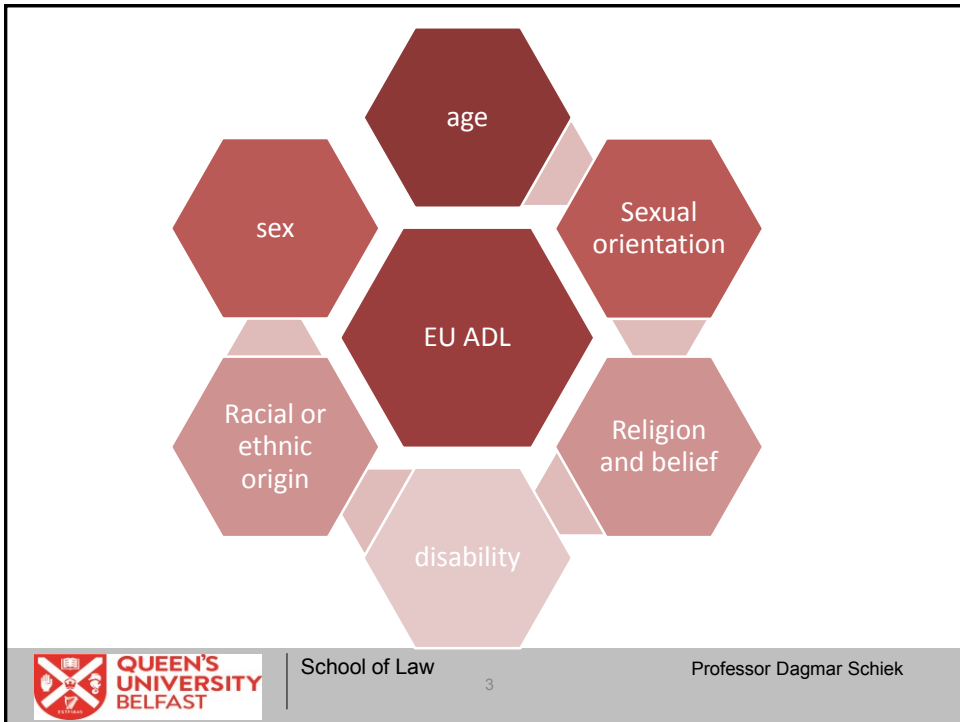 age
Sexual
orientation
sex
EU ADL
Racial or
ethnic
origin
Religion
and belief
disability
QUEEN'S
UNIVERSITY
BELFAST
School of Law
3
Professor Dagmar Schiek